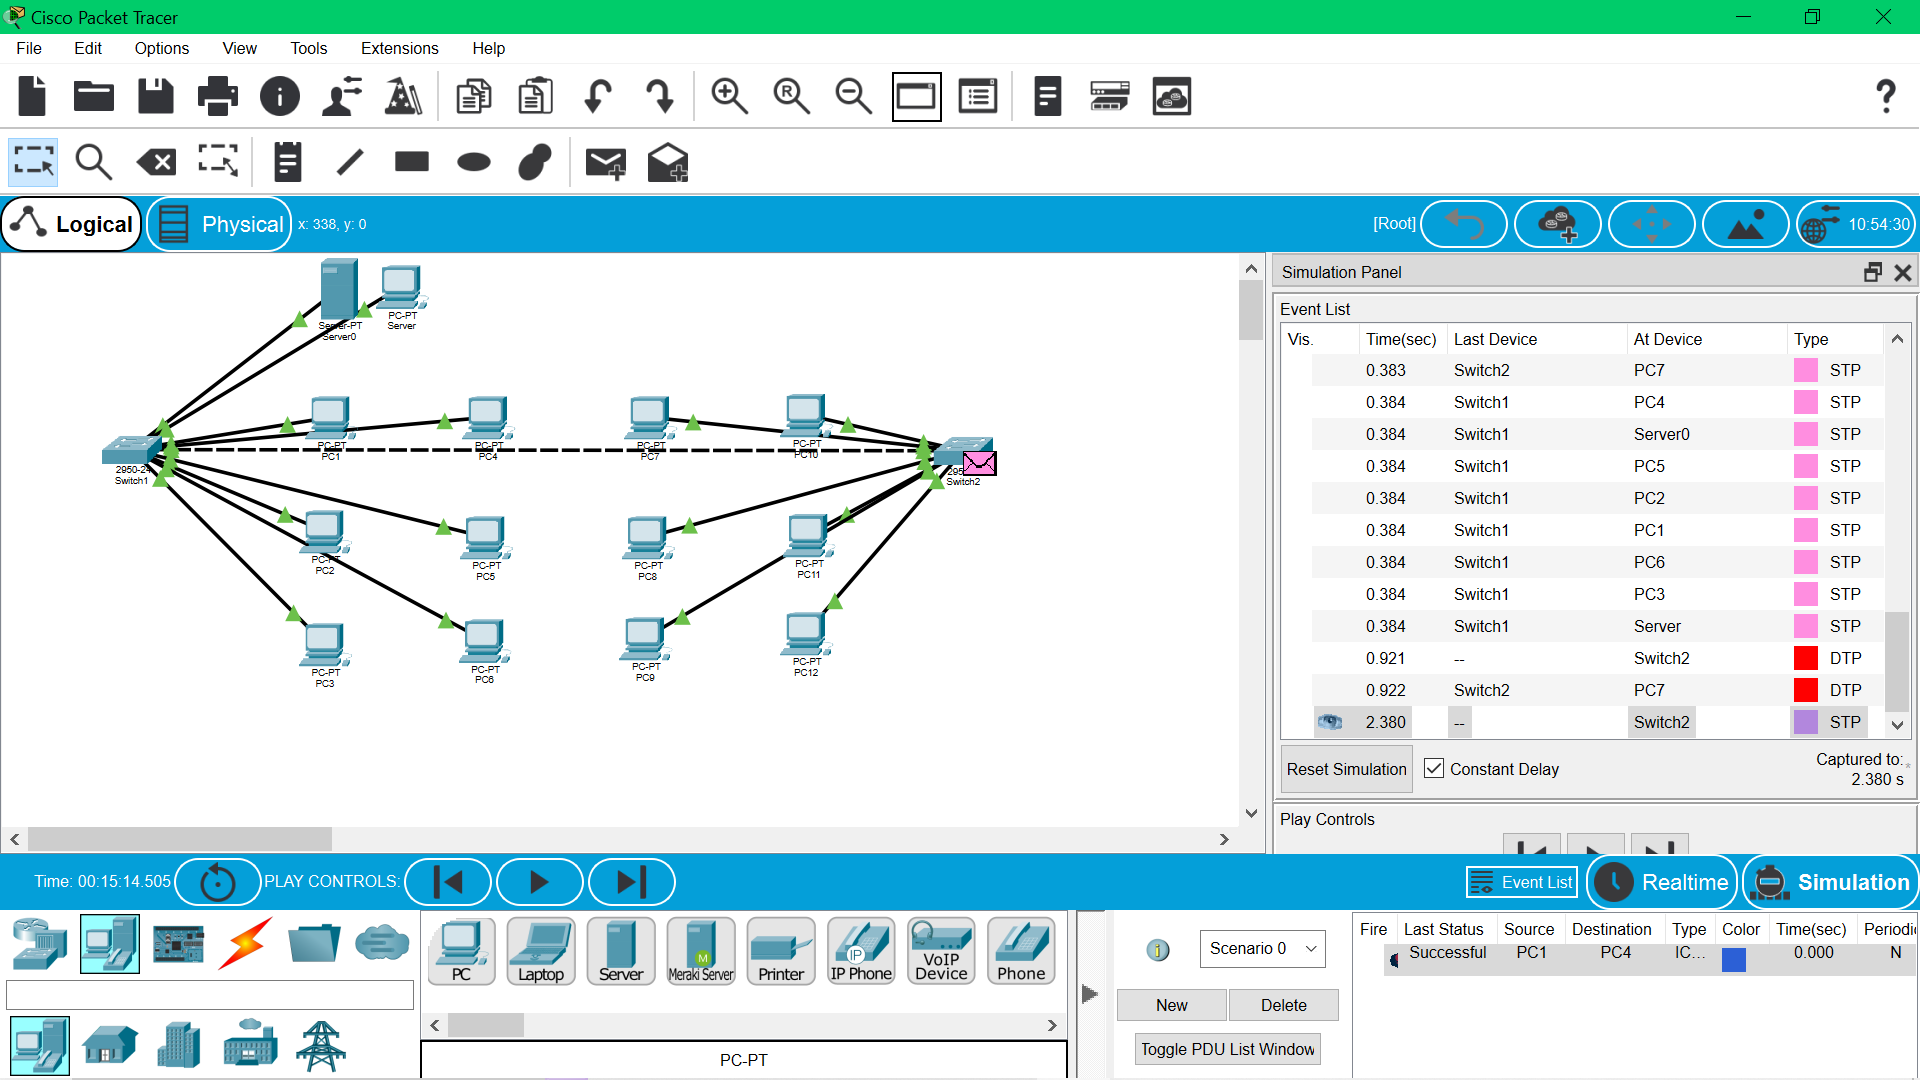 Cisco Packet Tracer
File Edit Options View Tools Extensions Help
Logical Physical x: 338, y: 0 [Root] 10:54:30
Simulation Panel
Event List
Vis. Time(sec) Last Device At Device Type
0.383 Switch2 PC7 STP
0.384 Switch1 PC4 STP
0.384 Switch1 Server0 STP
0.384 Switch1 PC5 STP
0.384 Switch1 PC2 STP
0.384 Switch1 PC1 STP
0.384 Switch1 PC6 STP
0.384 Switch1 PC3 STP
0.384 Switch1 Server STP
0.921 -- Switch2 DTP
0.922 Switch2 PC7 DTP
2.380 -- Switch2 STP
Reset Simulation Constant Delay
Captured to: *
2.380 s
Play Controls
Server-PT
Server0
PC-PT
Server
2950-24
Switch1
PC-PT
PC1
PC-PT
PC4
PC-PT
PC7
PC-PT
PC10
295
Switch2
PC-PT
PC2
PC-PT
PC5
PC-PT
PC8
PC-PT
PC11
PC-PT
PC3
PC-PT
PC6
PC-PT
PC9
PC-PT
PC12
Time: 00:15:14.505 PLAY CONTROLS: Event List Realtime Simulation
PC Laptop Server Meraki Server Printer IP Phone VoIP Device Phone
PC-PT
Scenario 0
New Delete
Toggle PDU List Window
Fire Last Status Source Destination Type Color Time(sec) Periodi
Successful PC1 PC4 IC... 0.000 N